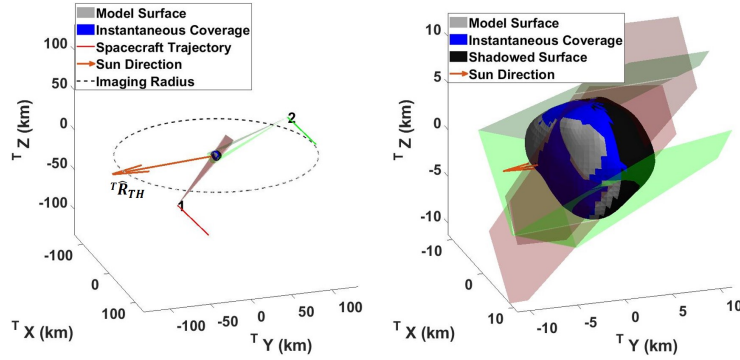 Model Surface
Instantaneous Coverage
Spacecraft Trajectory
Sun Direction
Imaging Radius
100
50
0
-50
-100
T Z (km)
2
1
T R̂_TH
-100
0
100
T X (km)
-100
-50
0
50
100
T Y (km)
Model Surface
Instantaneous Coverage
Shadowed Surface
Sun Direction
10
5
0
-5
-10
T Z (km)
-10
0
10
T X (km)
-10
-5
0
5
10
T Y (km)